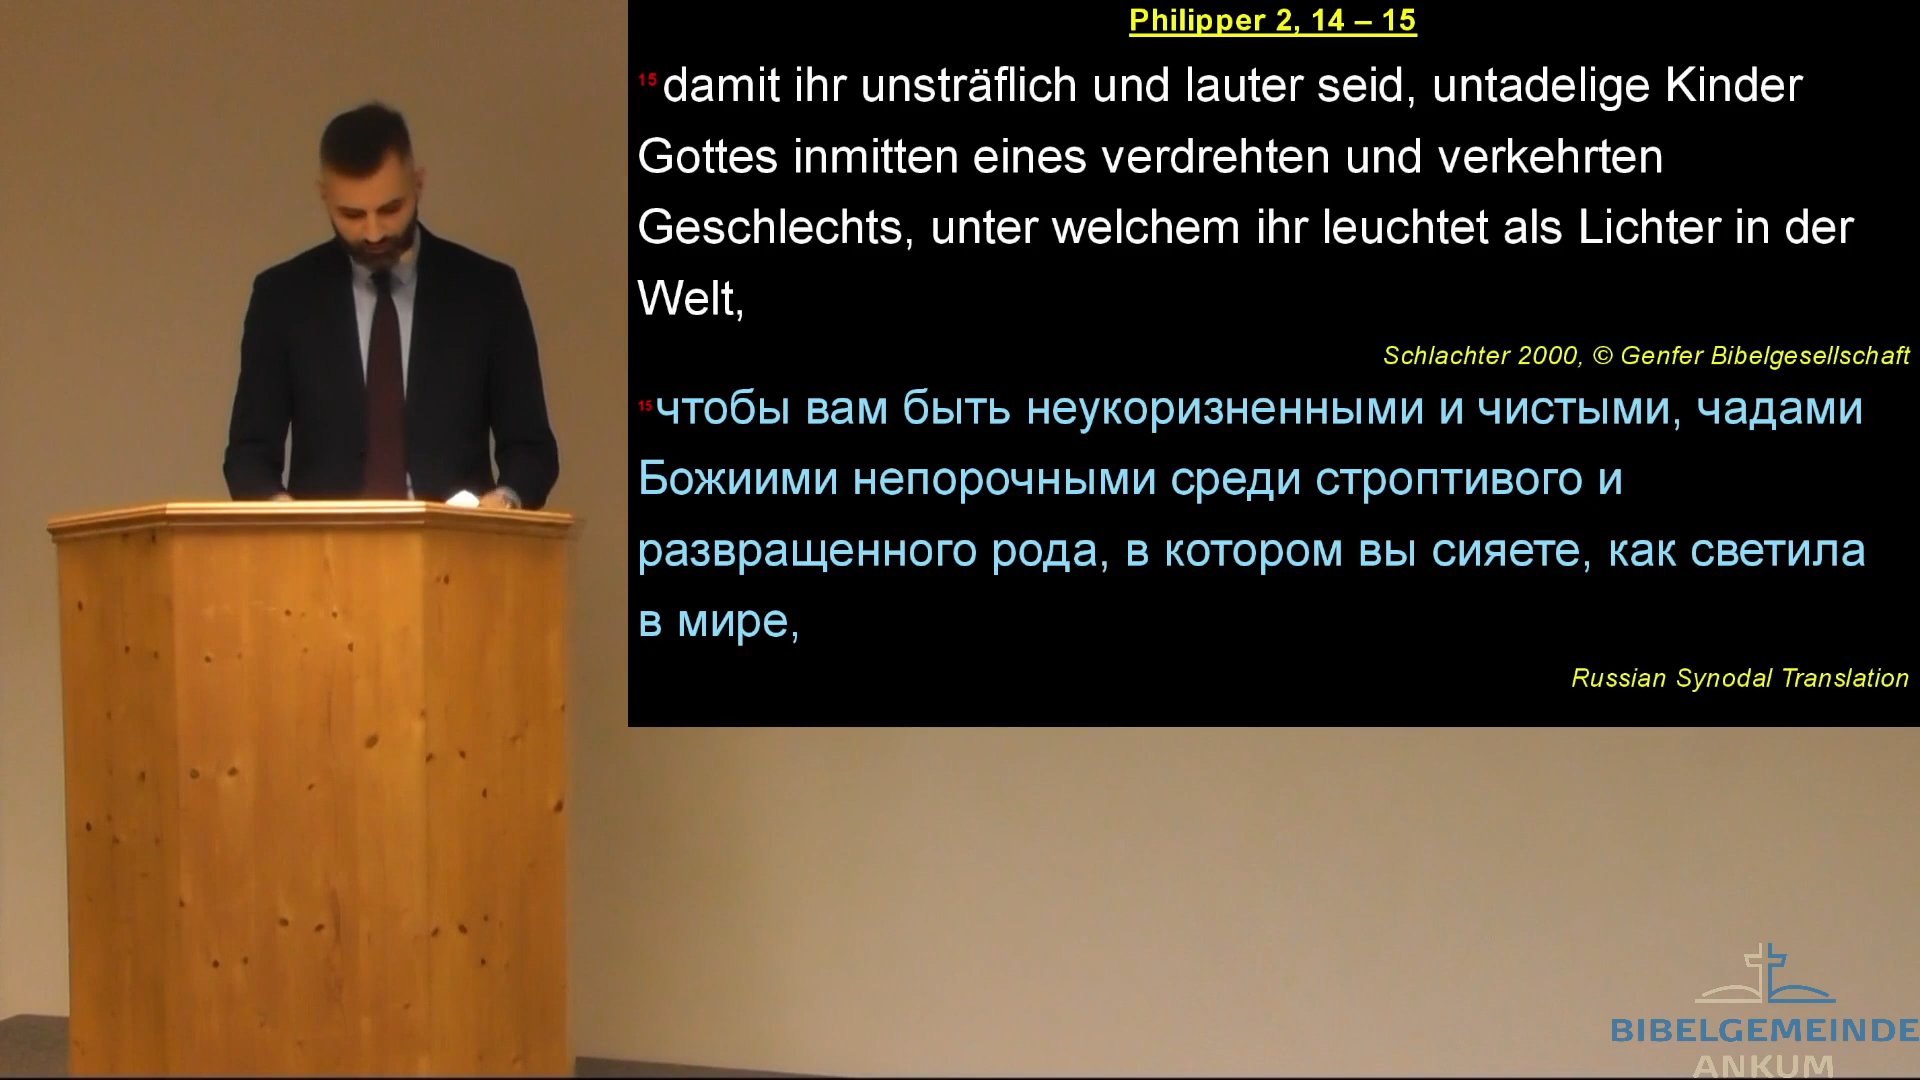 Philipper 2, 14 – 15
15 damit ihr unsträflich und lauter seid, untadelige Kinder
Gottes inmitten eines verdrehten und verkehrten
Geschlechts, unter welchem ihr leuchtet als Lichter in der
Welt,
Schlachter 2000, © Genfer Bibelgesellschaft
15 чтобы вам быть неукоризненными и чистыми, чадами
Божиими непорочными среди строптивого и
развращенного рода, в котором вы сияете, как светила
в мире,
Russian Synodal Translation
BIBELGEMEINDE
ANKUM